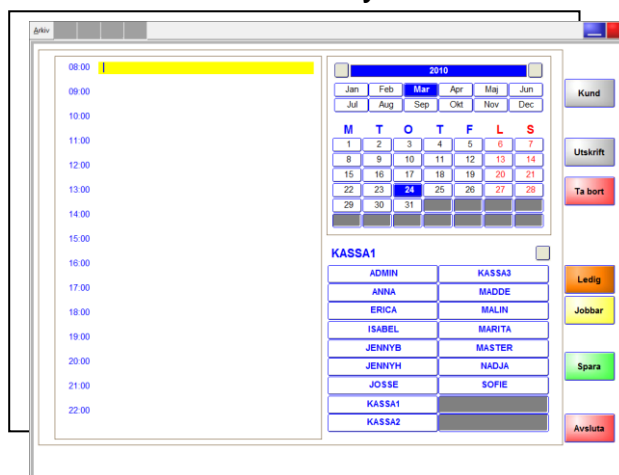 Arkiv
08:00
09:00
10:00
11:00
12:00
13:00
14:00
15:00
16:00
17:00
18:00
19:00
20:00
21:00
22:00
2010
Jan Feb Mar Apr Maj Jun
Jul Aug Sep Okt Nov Dec
M T O T F L S
1 2 3 4 5 6 7
8 9 10 11 12 13 14
15 16 17 18 19 20 21
22 23 24 25 26 27 28
29 30 31
KASSA1
ADMIN KASSA3
ANNA MADDE
ERICA MALIN
ISABEL MARITA
JENNYB MASTER
JENNYH NADJA
JOSSE SOFIE
KASSA1
KASSA2
Kund
Utskrift
Ta bort
Ledig
Jobbar
Spara
Avsluta